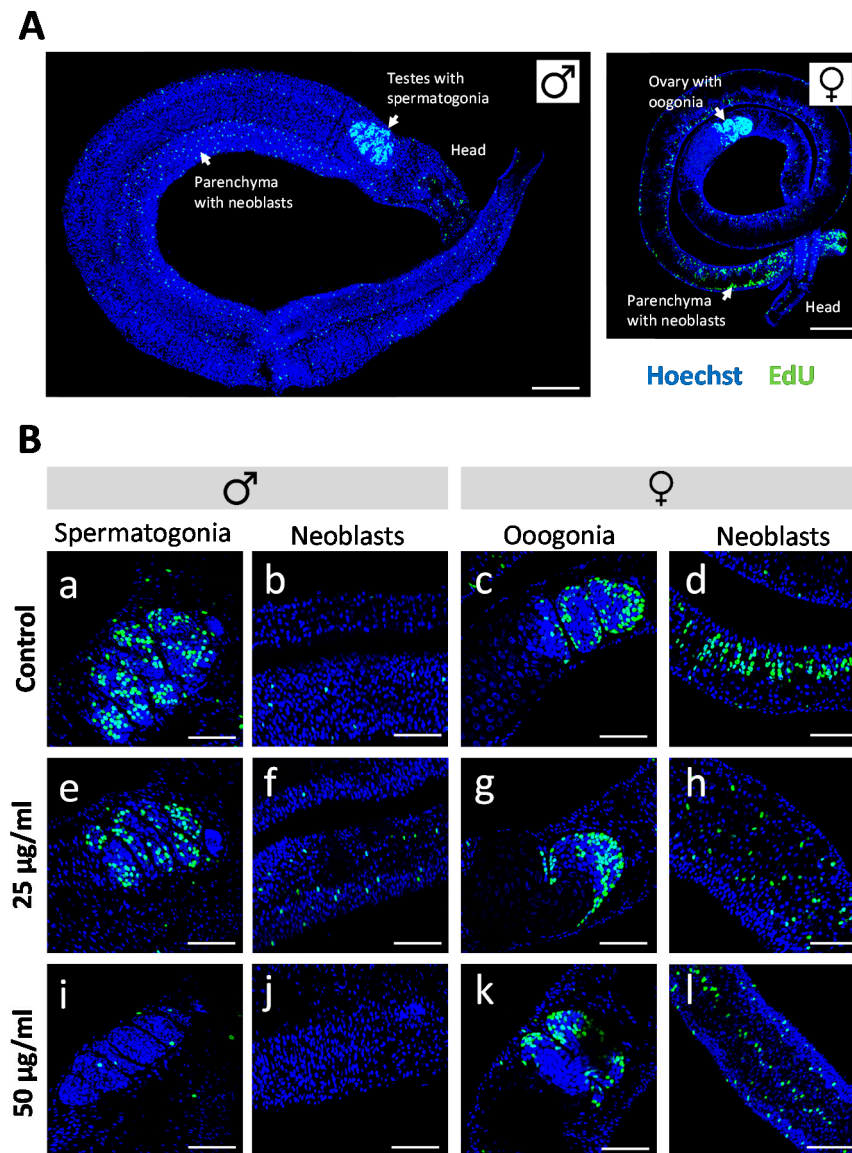 A
Testes with
spermatogonia
♂
Head
Parenchyma
with neoblasts
Ovary with
oogonia
♀
Parenchyma
with neoblasts
Head
Hoechst EdU
B
♂ ♀
Spermatogonia Neoblasts Ooogonia Neoblasts
Control
a b c d
25 µg/ml
e f g h
50 µg/ml
i j k l